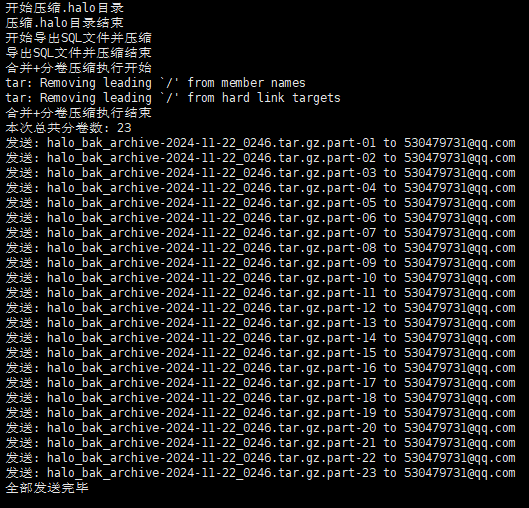 开始压缩.halo目录
压缩.halo目录结束
开始导出SQL文件并压缩
导出SQL文件并压缩结束
合并+分卷压缩执行开始
tar: Removing leading `/' from member names
tar: Removing leading `/' from hard link targets
合并+分卷压缩执行结束
本次总共分卷数: 23
发送: halo_bak_archive-2024-11-22_0246.tar.gz.part-01 to 530479731@qq.com
发送: halo_bak_archive-2024-11-22_0246.tar.gz.part-02 to 530479731@qq.com
发送: halo_bak_archive-2024-11-22_0246.tar.gz.part-03 to 530479731@qq.com
发送: halo_bak_archive-2024-11-22_0246.tar.gz.part-04 to 530479731@qq.com
发送: halo_bak_archive-2024-11-22_0246.tar.gz.part-05 to 530479731@qq.com
发送: halo_bak_archive-2024-11-22_0246.tar.gz.part-06 to 530479731@qq.com
发送: halo_bak_archive-2024-11-22_0246.tar.gz.part-07 to 530479731@qq.com
发送: halo_bak_archive-2024-11-22_0246.tar.gz.part-08 to 530479731@qq.com
发送: halo_bak_archive-2024-11-22_0246.tar.gz.part-09 to 530479731@qq.com
发送: halo_bak_archive-2024-11-22_0246.tar.gz.part-10 to 530479731@qq.com
发送: halo_bak_archive-2024-11-22_0246.tar.gz.part-11 to 530479731@qq.com
发送: halo_bak_archive-2024-11-22_0246.tar.gz.part-12 to 530479731@qq.com
发送: halo_bak_archive-2024-11-22_0246.tar.gz.part-13 to 530479731@qq.com
发送: halo_bak_archive-2024-11-22_0246.tar.gz.part-14 to 530479731@qq.com
发送: halo_bak_archive-2024-11-22_0246.tar.gz.part-15 to 530479731@qq.com
发送: halo_bak_archive-2024-11-22_0246.tar.gz.part-16 to 530479731@qq.com
发送: halo_bak_archive-2024-11-22_0246.tar.gz.part-17 to 530479731@qq.com
发送: halo_bak_archive-2024-11-22_0246.tar.gz.part-18 to 530479731@qq.com
发送: halo_bak_archive-2024-11-22_0246.tar.gz.part-19 to 530479731@qq.com
发送: halo_bak_archive-2024-11-22_0246.tar.gz.part-20 to 530479731@qq.com
发送: halo_bak_archive-2024-11-22_0246.tar.gz.part-21 to 530479731@qq.com
发送: halo_bak_archive-2024-11-22_0246.tar.gz.part-22 to 530479731@qq.com
发送: halo_bak_archive-2024-11-22_0246.tar.gz.part-23 to 530479731@qq.com
全部发送完毕